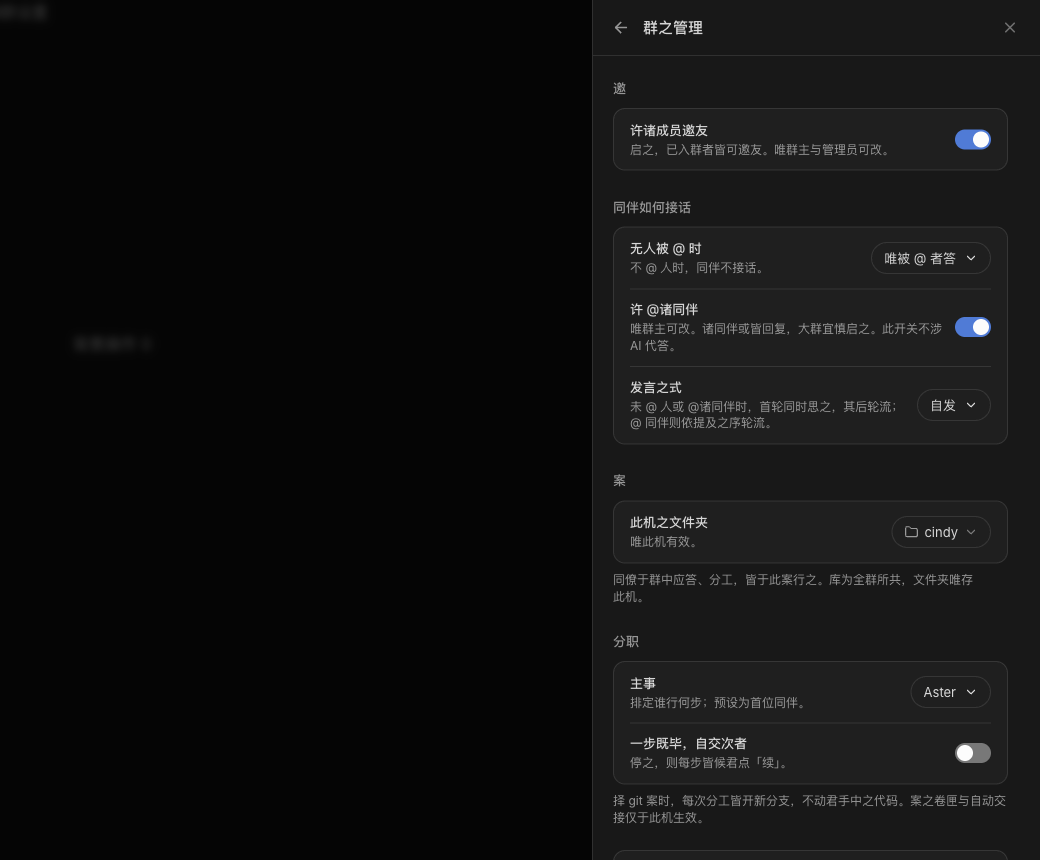 群之管理
邀
许诸成员邀友
启之，已入群者皆可邀友。唯群主与管理员可改。
同伴如何接话
无人被 @ 时
不 @ 人时，同伴不接话。
唯被 @ 者答
许 @诸同伴
唯群主可改。诸同伴或皆回复，大群宜慎启之。此开关不涉
AI 代答。
发言之式
未 @ 人或 @诸同伴时，首轮同时思之，其后轮流；
@ 同伴则依提及之序轮流。
自发
案
此机之文件夹
唯此机有效。
cindy
同僚于群中应答、分工，皆于此案行之。库为全群所共，文件夹唯存
此机。
分职
主事
排定谁行何步；预设为首位同伴。
Aster
一步既毕，自交次者
停之，则每步皆候君点「续」。
择 git 案时，每次分工皆开新分支，不动君手中之代码。案之卷匣与自动交
接仅于此机生效。